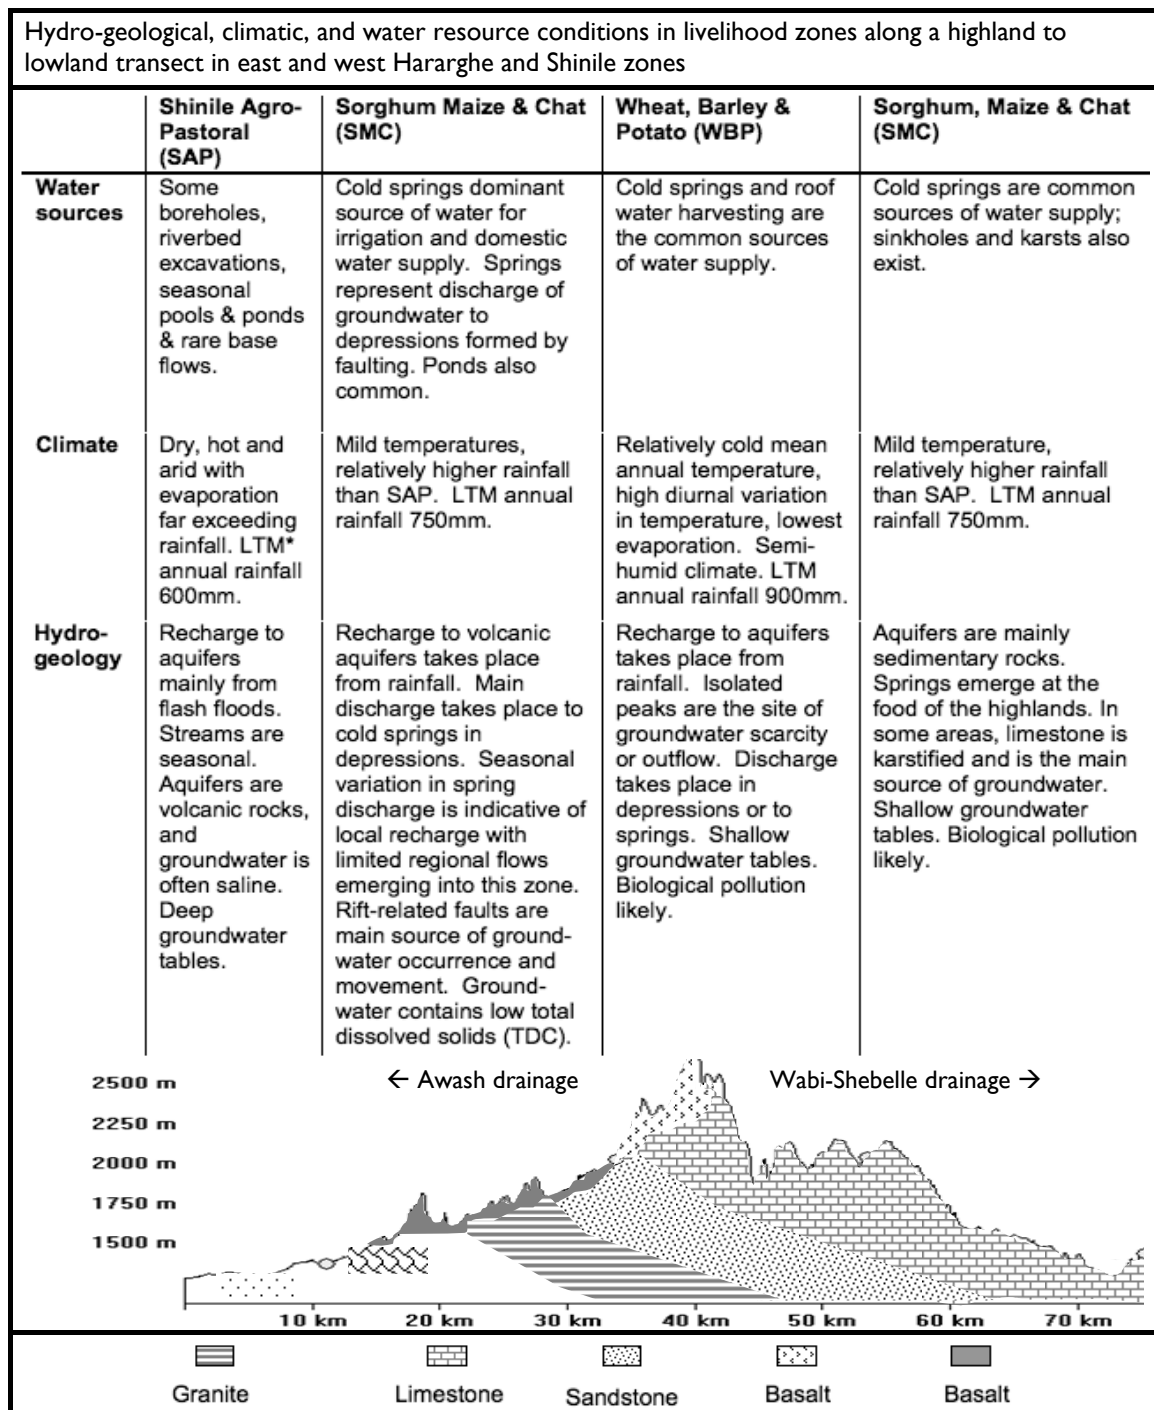 Hydro-geological, climatic, and water resource conditions in livelihood zones along a highland to
lowland transect in east and west Hararghe and Shinile zones
Shinile Agro-
Pastoral
(SAP)
Sorghum Maize & Chat
(SMC)
Wheat, Barley &
Potato (WBP)
Sorghum, Maize & Chat
(SMC)
Water
sources
Some
boreholes,
riverbed
excavations,
seasonal
pools & ponds
& rare base
flows.
Cold springs dominant
source of water for
irrigation and domestic
water supply.  Springs
represent discharge of
groundwater to
depressions formed by
faulting. Ponds also
common.
Cold springs and roof
water harvesting are
the common sources
of water supply.
Cold springs are common
sources of water supply;
sinkholes and karsts also
exist.
Climate
Dry, hot and
arid with
evaporation
far exceeding
rainfall. LTM*
annual rainfall
600mm.
Mild temperatures,
relatively higher rainfall
than SAP.  LTM annual
rainfall 750mm.
Relatively cold mean
annual temperature,
high diurnal variation
in temperature, lowest
evaporation.  Semi-
humid climate. LTM
annual rainfall 900mm.
Mild temperature,
relatively higher rainfall
than SAP.  LTM annual
rainfall 750mm.
Hydro-
geology
Recharge to
aquifers
mainly from
flash floods.
Streams are
seasonal.
Aquifers are
volcanic rocks,
and
groundwater is
often saline.
Deep
groundwater
tables.
Recharge to volcanic
aquifers takes place
from rainfall.  Main
discharge takes place to
cold springs in
depressions.  Seasonal
variation in spring
discharge is indicative of
local recharge with
limited regional flows
emerging into this zone.
Rift-related faults are
main source of ground-
water occurrence and
movement.  Ground-
water contains low total
dissolved solids (TDC).
Recharge to aquifers
takes place from
rainfall.  Isolated
peaks are the site of
groundwater scarcity
or outflow.  Discharge
takes place in
depressions or to
springs.  Shallow
groundwater tables.
Biological pollution
likely.
Aquifers are mainly
sedimentary rocks.
Springs emerge at the
food of the highlands. In
some areas, limestone is
karstified and is the main
source of groundwater.
Shallow groundwater
tables. Biological pollution
likely.
← Awash drainage
Wabi-Shebelle drainage →
2500 m
2250 m
2000 m
1750 m
1500 m
10 km
20 km
30 km
40 km
50 km
60 km
70 km
Granite
Limestone
Sandstone
Basalt
Basalt